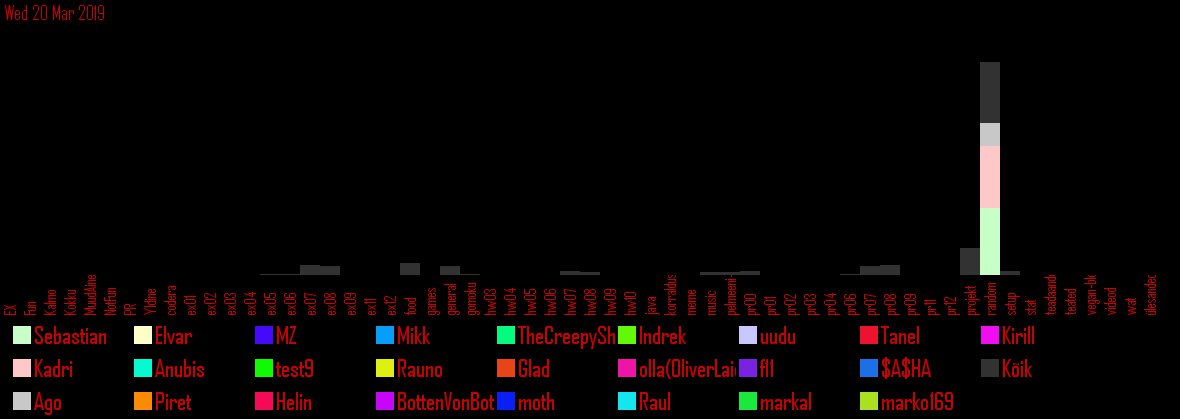 Wed 20 Mar 2019
EX Fun Kalmo Kokku MuudAine NoFun PR Yldine codera ex01 ex02 ex03 ex04 ex05 ex06 ex07 ex08 ex09 ex11 ex12 food games general gomoku hw03 hw04 hw05 hw06 hw07 hw08 hw09 hw10 java korraldus meme music pelmeeni pr00 pr01 pr02 pr03 pr04 pr06 pr07 pr08 pr09 pr11 pr12 projekt random setup stat teadaandi teated vegan-bk videod wat ülesanded
Sebastian Elvar MZ Mikk TheCreepySh Indrek uudu Tanel Kirill
Kadri Anubis test9 Rauno Glad olla(OliverLai fl1 $A$HA Kõik
Ago Piret Helin BottenVonBot moth Raul markal marko169